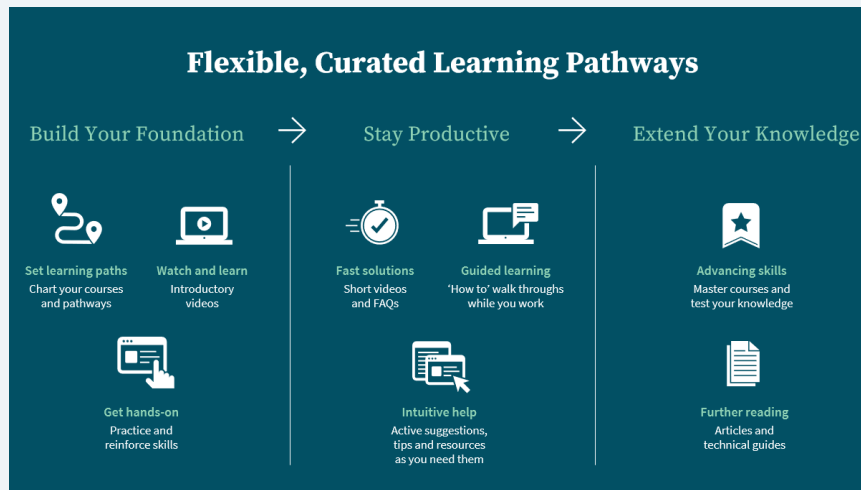 Flexible, Curated Learning Pathways
Build Your Foundation
Stay Productive
Extend Your Knowledge
Set learning paths
Chart your courses
and pathways
Watch and learn
Introductory
videos
Get hands-on
Practice and
reinforce skills
Fast solutions
Short videos
and FAQs
Guided learning
‘How to’ walk throughs
while you work
Intuitive help
Active suggestions,
tips and resources
as you need them
Advancing skills
Master courses and
test your knowledge
Further reading
Articles and
technical guides